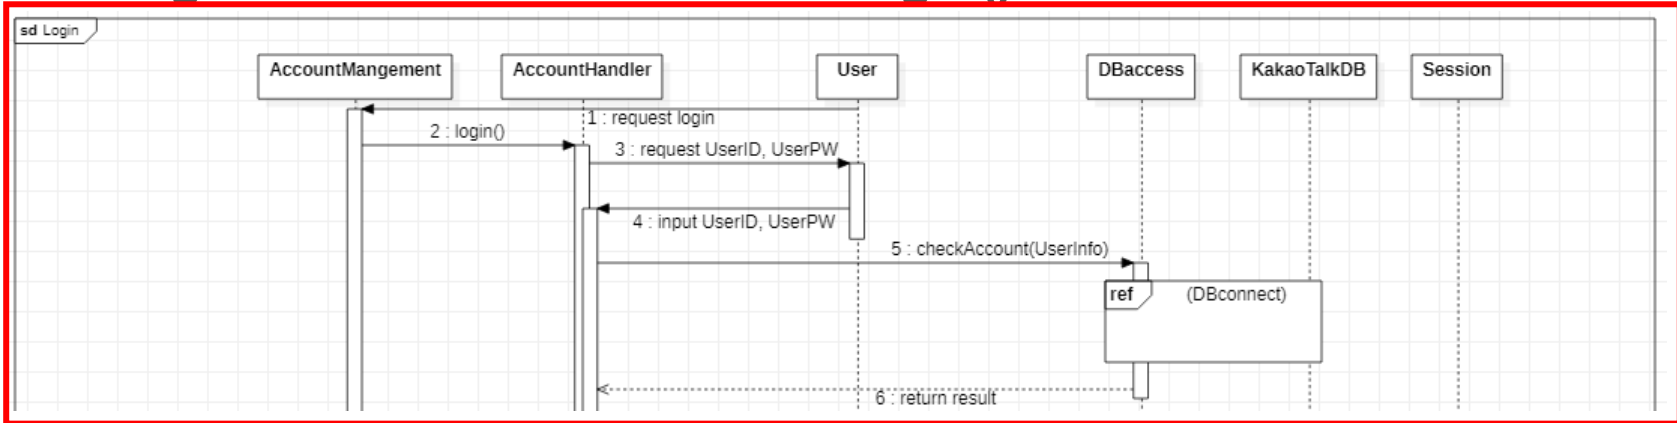 sd Login
AccountMangement
AccountHandler
User
DBaccess
KakaoTalkDB
Session
1 : request login
2 : login()
3 : request UserID, UserPW
4 : input UserID, UserPW
5 : checkAccount(UserInfo)
ref
(DBconnect)
6 : return result